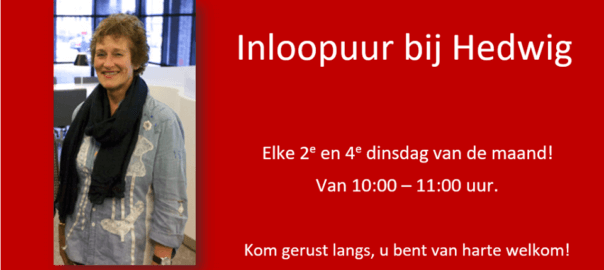 Inloopuur bij Hedwig
Elke 2e en 4e dinsdag van de maand!
Van 10:00 – 11:00 uur.
Kom gerust langs, u bent van harte welkom!